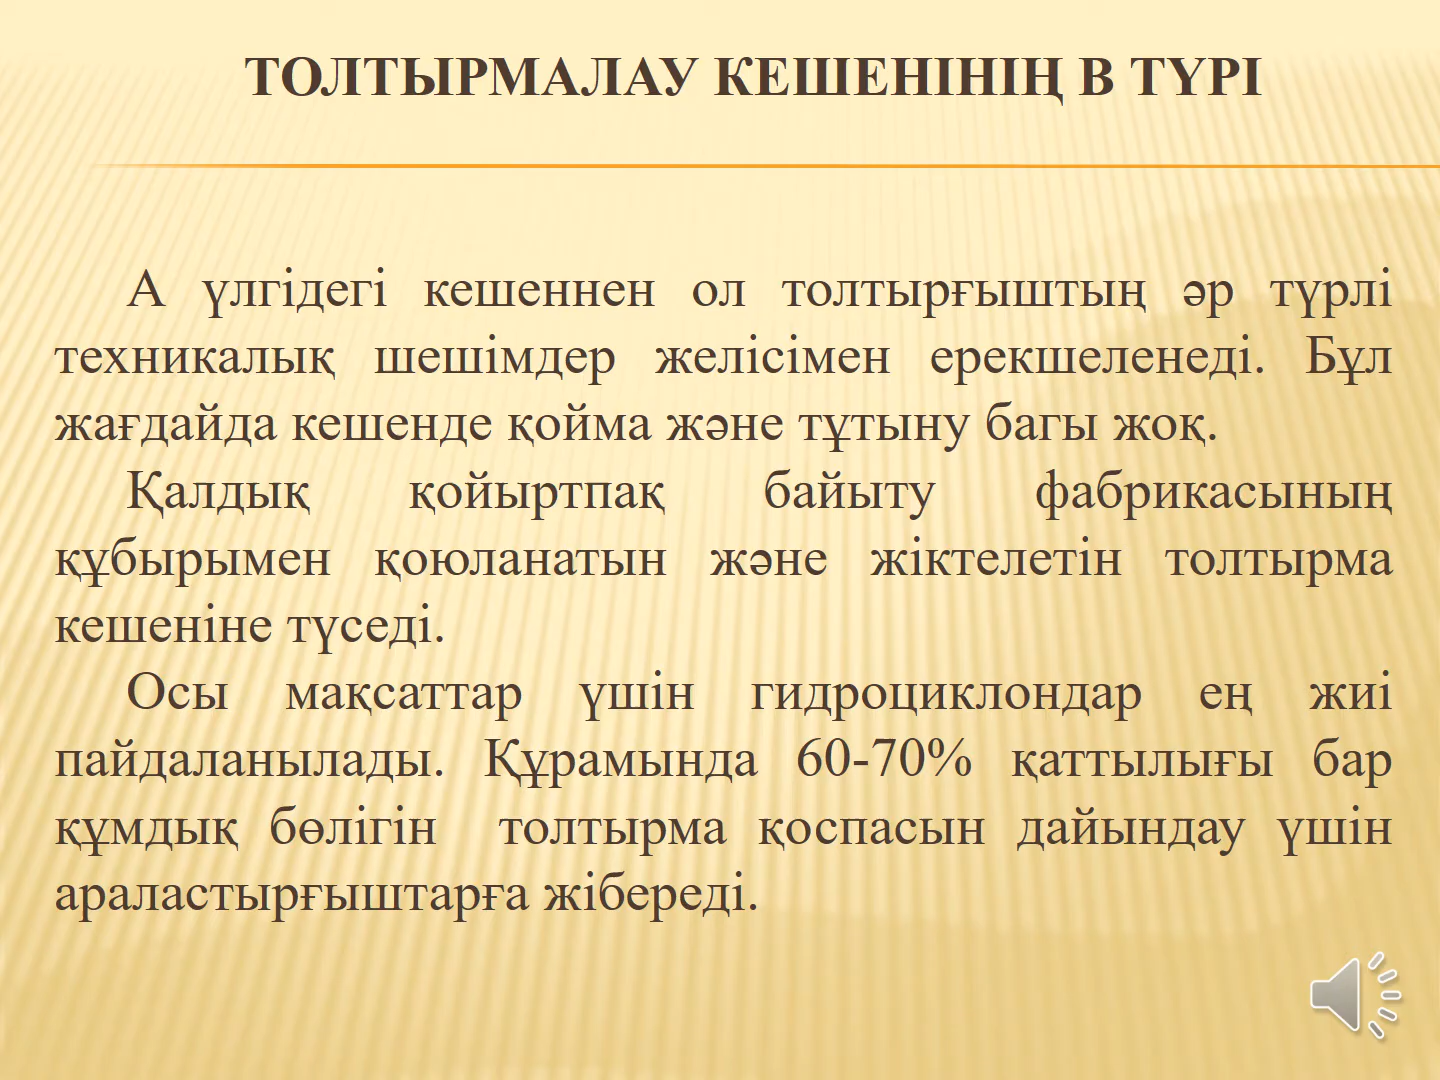 ТОЛТЫРМАЛАУ КЕШЕНІНІҢ В ТҮРІ
А үлгідегі кешеннен ол толтырғыштың әр түрлі
техникалық шешімдер желісімен ерекшеленеді. Бұл
жағдайда кешенде қойма және тұтыну багы жоқ.
Қалдық қойыртпақ байыту фабрикасының
құбырымен қоюланатын және жіктелетін толтырма
кешеніне түседі.
Осы мақсаттар үшін гидроциклондар ең жиі
пайдаланылады. Құрамында 60-70% қаттылығы бар
құмдық бөлігін толтырма қоспасын дайындау үшін
араластырғыштарға жібереді.